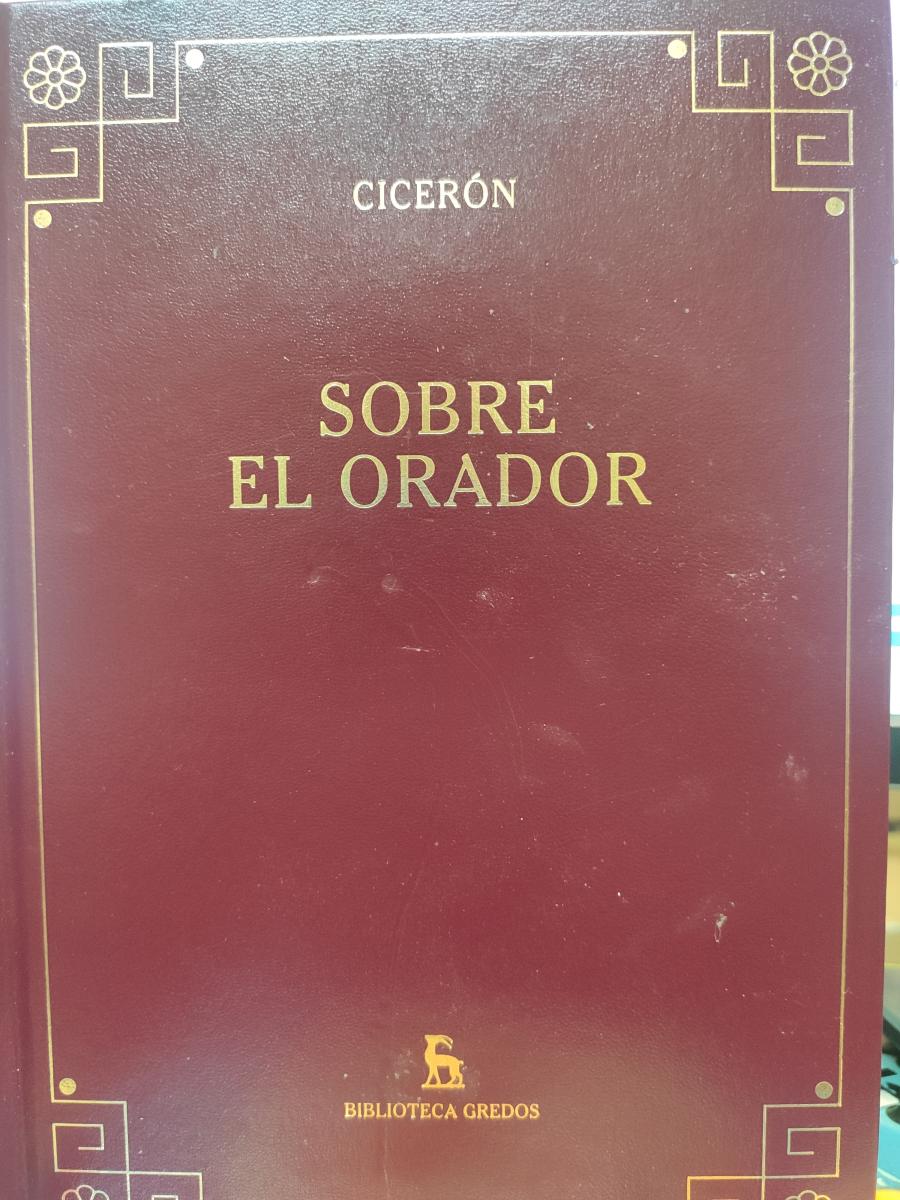 CICERÓN
SOBRE
EL ORADOR
BIBLIOTECA GREDOS